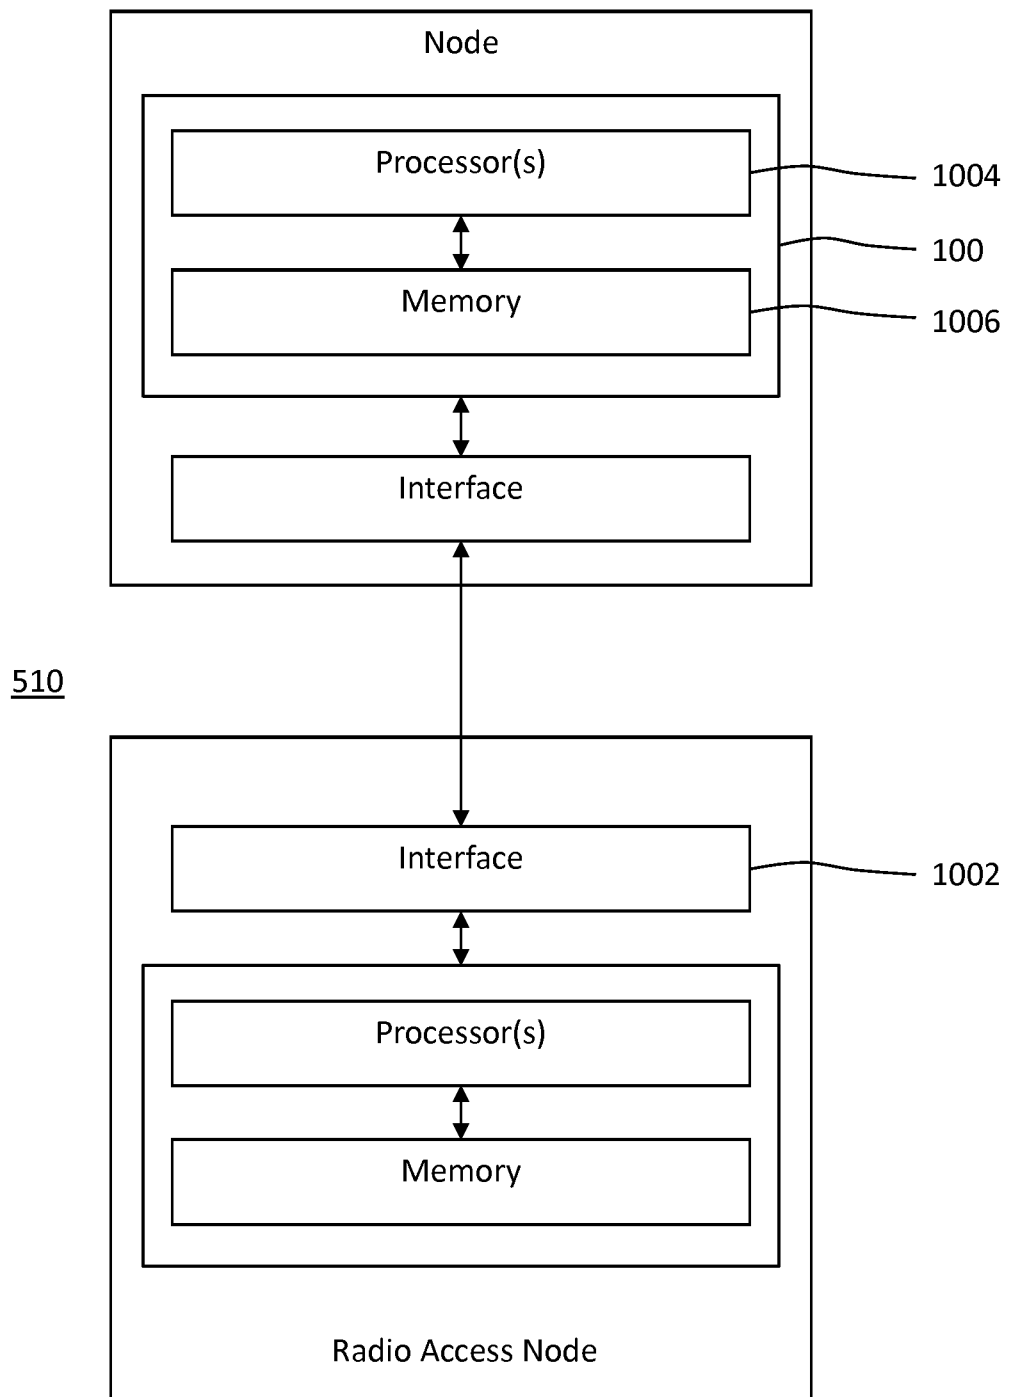 Node
Processor(s)
1004
100
Memory
1006
Interface
510
Interface
1002
Processor(s)
Memory
Radio Access Node